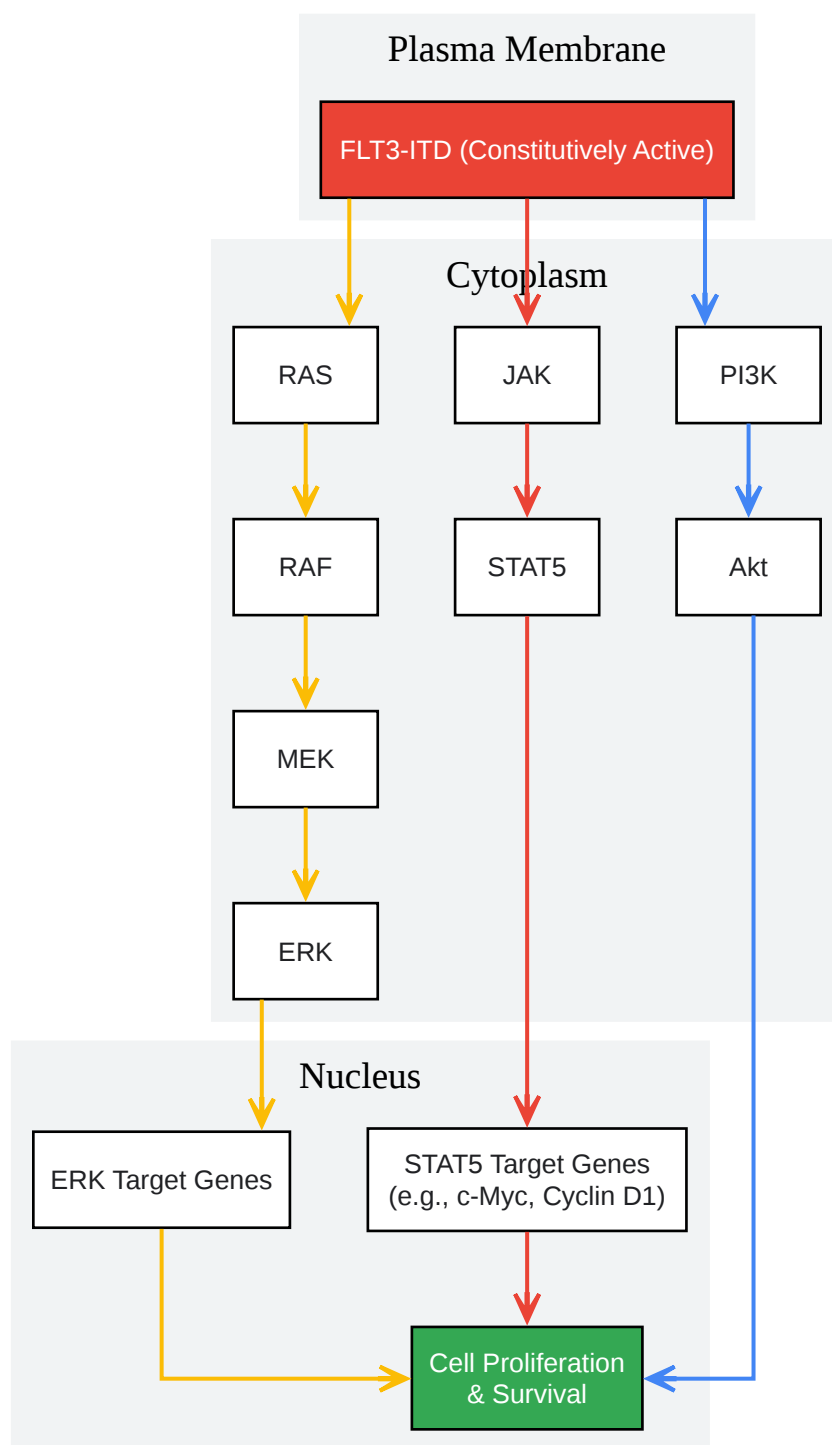 Plasma Membrane
FLT3-ITD (Constitutively Active)
Cytoplasm
RAS
JAK
PI3K
RAF
STAT5
Akt
MEK
ERK
Nucleus
ERK Target Genes
STAT5 Target Genes
(e.g., c-Myc, Cyclin D1)
Cell Proliferation
& Survival